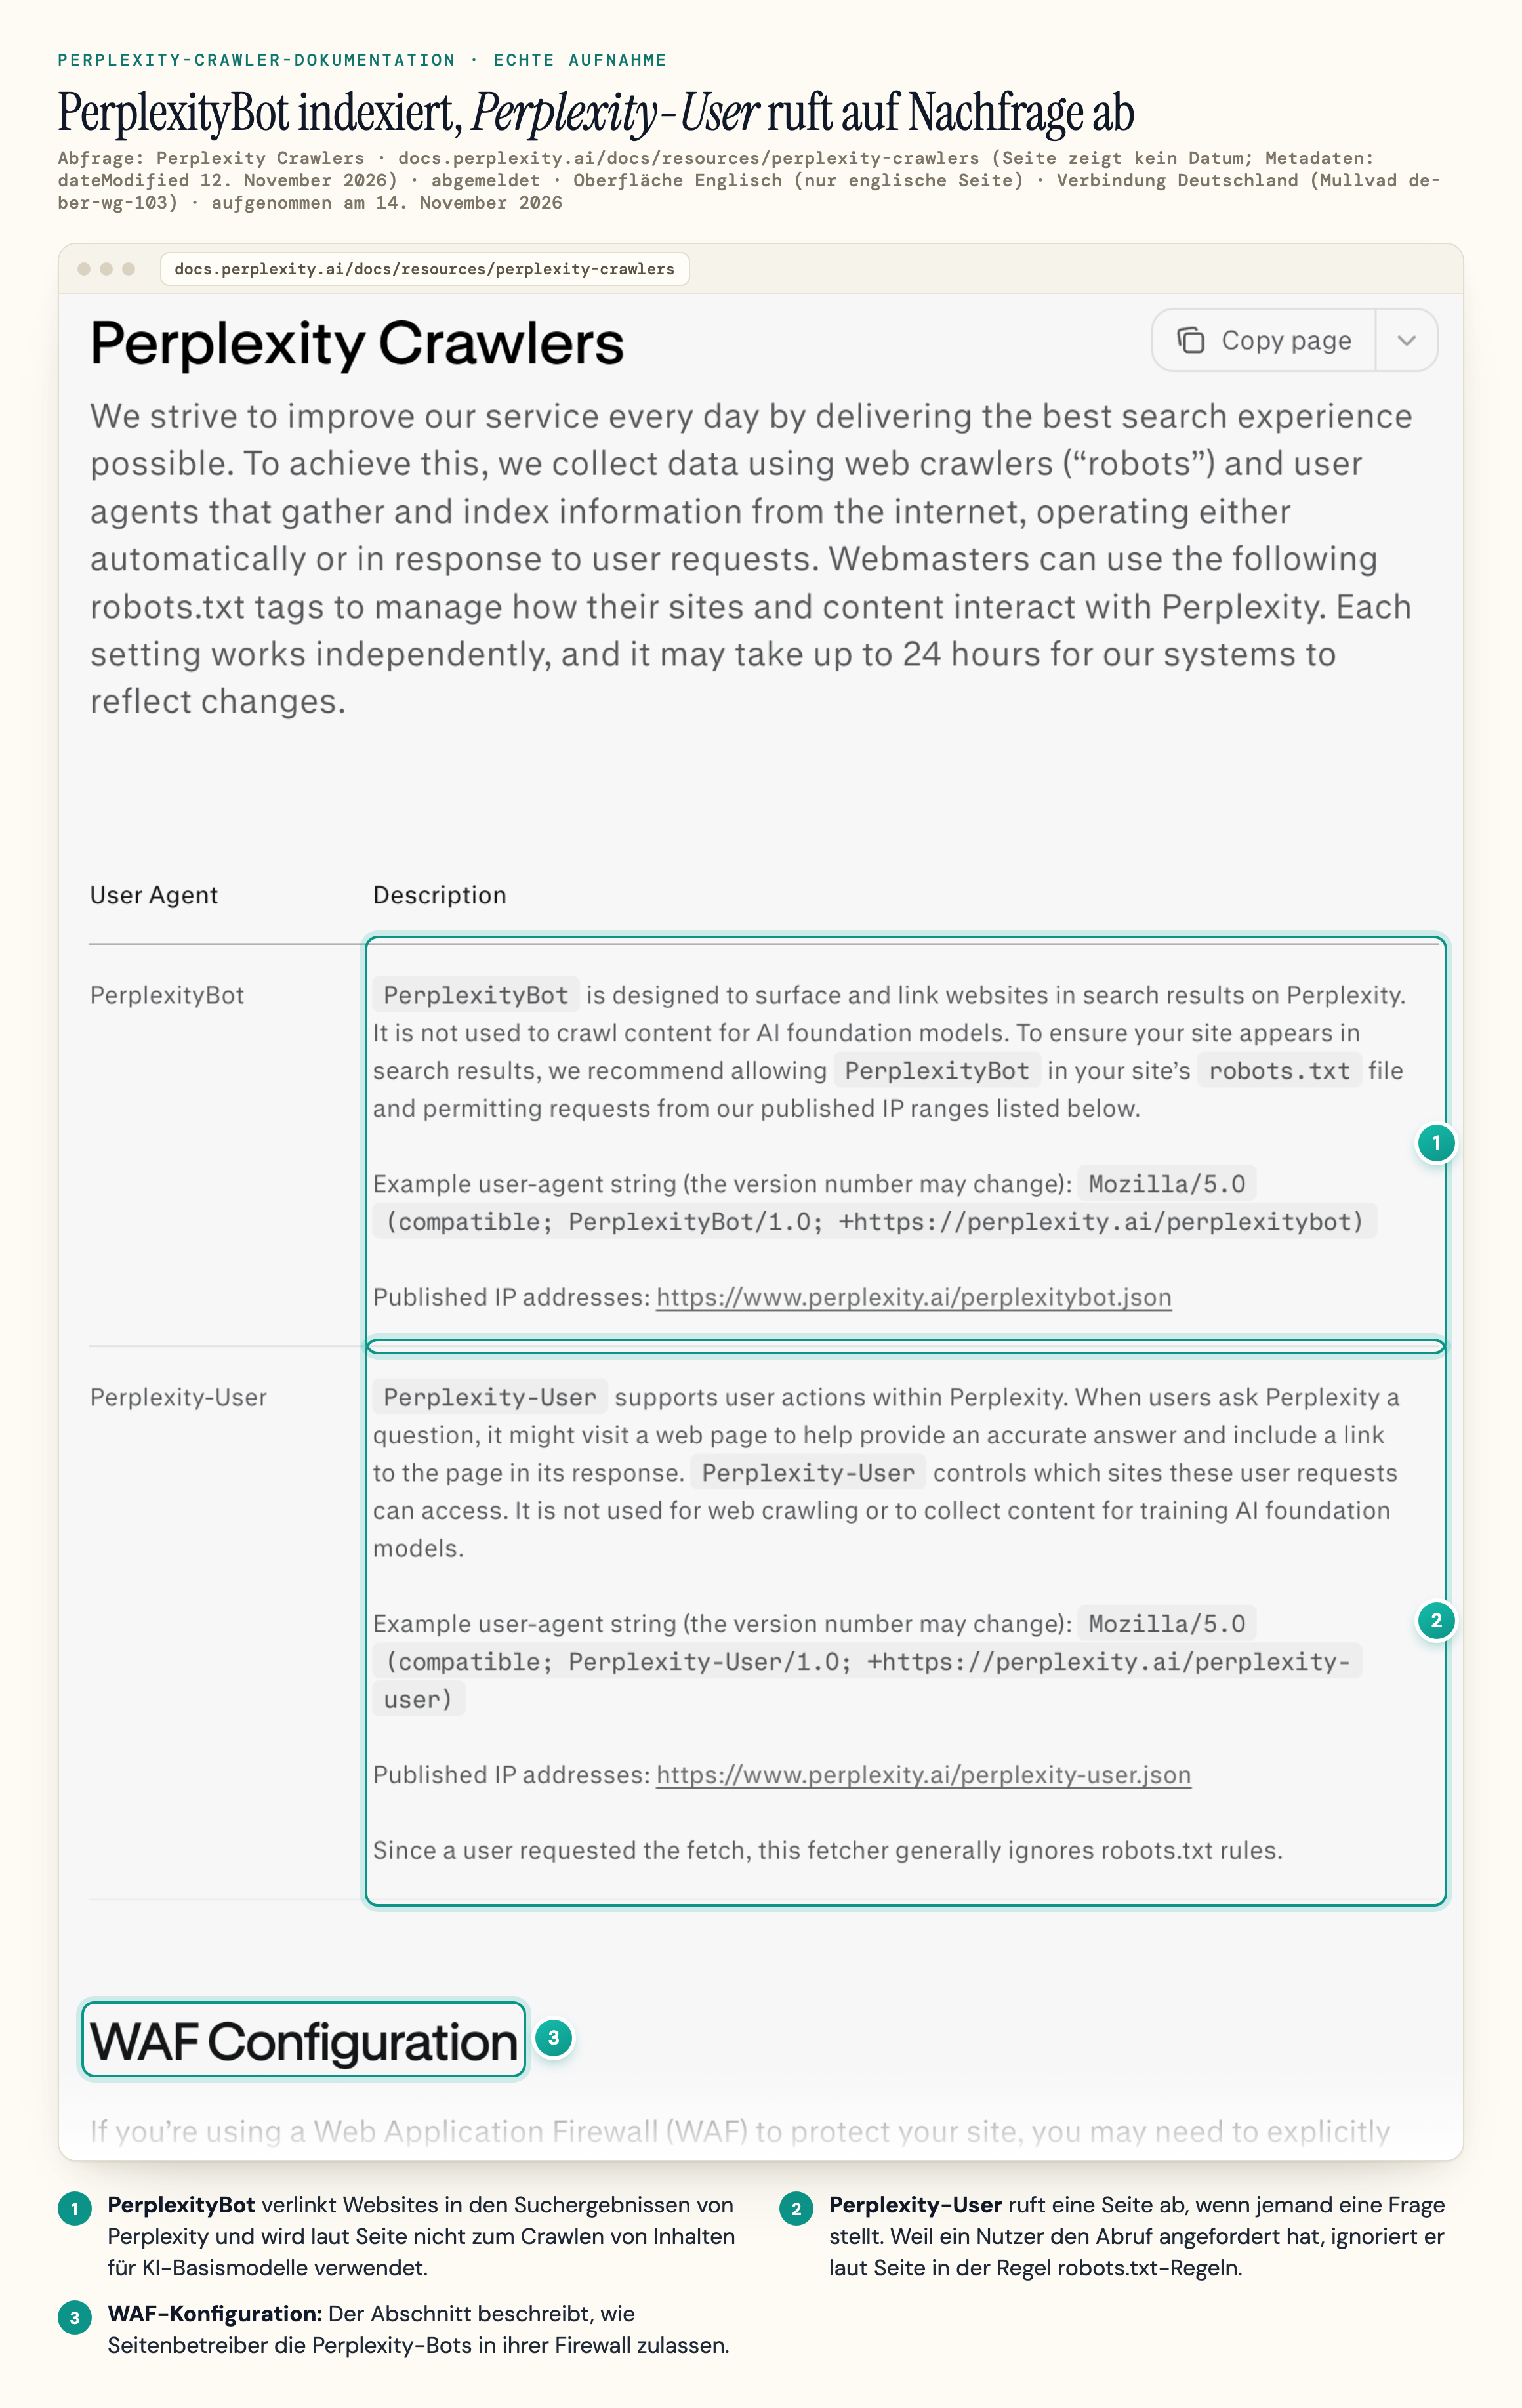 PERPLEXITY-CRAWLER-DOKUMENTATION · ECHTE AUFNAHME
PerplexityBot indexiert, Perplexity-User ruft auf Nachfrage ab
Abfrage: Perplexity Crawlers · docs.perplexity.ai/docs/resources/perplexity-crawlers (Seite zeigt kein Datum; Metadaten:
dateModified 12. November 2026) · abgemeldet · Oberfläche Englisch (nur englische Seite) · Verbindung Deutschland (Mullvad de-
ber-wg-103) · aufgenommen am 14. November 2026
docs.perplexity.ai/docs/resources/perplexity-crawlers
Perplexity Crawlers
Copy page
We strive to improve our service every day by delivering the best search experience
possible. To achieve this, we collect data using web crawlers (“robots”) and user
agents that gather and index information from the internet, operating either
automatically or in response to user requests. Webmasters can use the following
robots.txt tags to manage how their sites and content interact with Perplexity. Each
setting works independently, and it may take up to 24 hours for our systems to
reflect changes.
User Agent Description
PerplexityBot
PerplexityBot is designed to surface and link websites in search results on Perplexity.
It is not used to crawl content for AI foundation models. To ensure your site appears in
search results, we recommend allowing PerplexityBot in your site’s robots.txt file
and permitting requests from our published IP ranges listed below.
1
Example user-agent string (the version number may change): Mozilla/5.0
(compatible; PerplexityBot/1.0; +https://perplexity.ai/perplexitybot)
Published IP addresses: https://www.perplexity.ai/perplexitybot.json
Perplexity-User
Perplexity-User supports user actions within Perplexity. When users ask Perplexity a
question, it might visit a web page to help provide an accurate answer and include a link
to the page in its response. Perplexity-User controls which sites these user requests
can access. It is not used for web crawling or to collect content for training AI foundation
models.
Example user-agent string (the version number may change): Mozilla/5.0
2
(compatible; Perplexity-User/1.0; +https://perplexity.ai/perplexity-
user)
Published IP addresses: https://www.perplexity.ai/perplexity-user.json
Since a user requested the fetch, this fetcher generally ignores robots.txt rules.
WAF Configuration
3
If you’re using a Web Application Firewall (WAF) to protect your site, you may need to explicitly
1 PerplexityBot verlinkt Websites in den Suchergebnissen von
Perplexity und wird laut Seite nicht zum Crawlen von Inhalten
für KI-Basismodelle verwendet.
2 Perplexity-User ruft eine Seite ab, wenn jemand eine Frage
stellt. Weil ein Nutzer den Abruf angefordert hat, ignoriert er
laut Seite in der Regel robots.txt-Regeln.
3 WAF-Konfiguration: Der Abschnitt beschreibt, wie
Seitenbetreiber die Perplexity-Bots in ihrer Firewall zulassen.